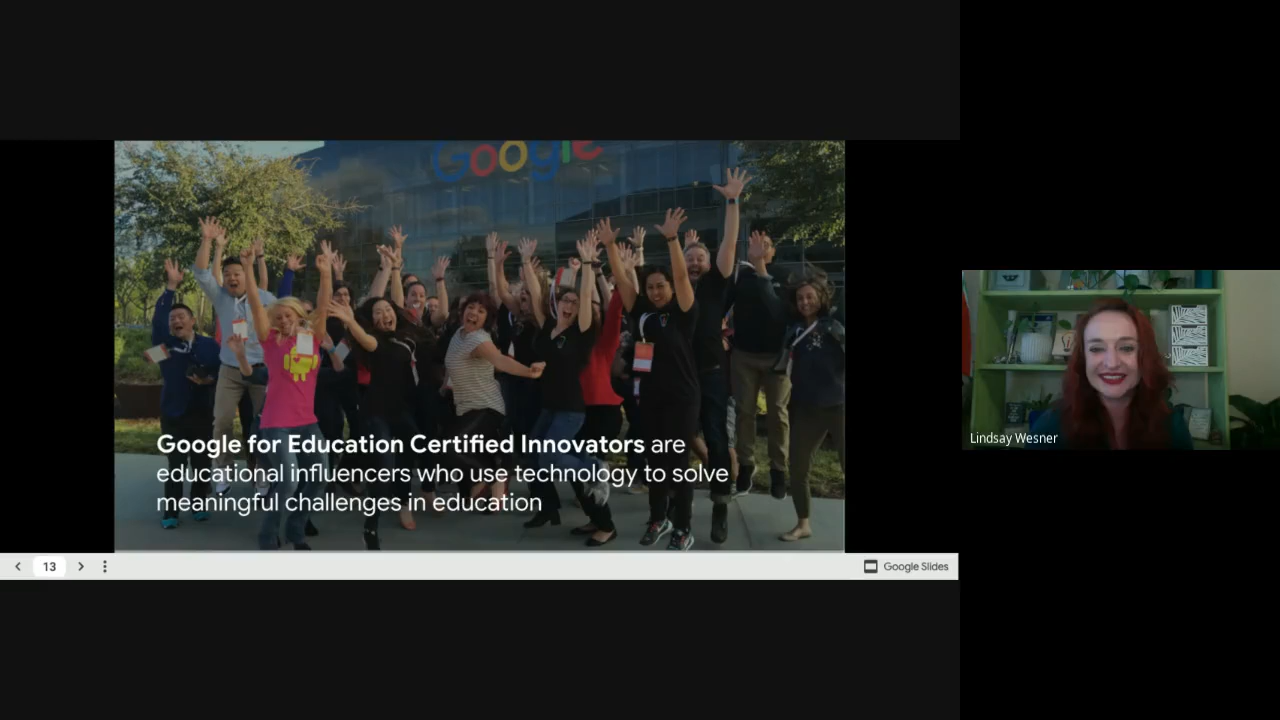 Google
Google for Education Certified Innovators are
educational influencers who use technology to solve
meaningful challenges in education
13
Google Slides
Lindsay Wesner